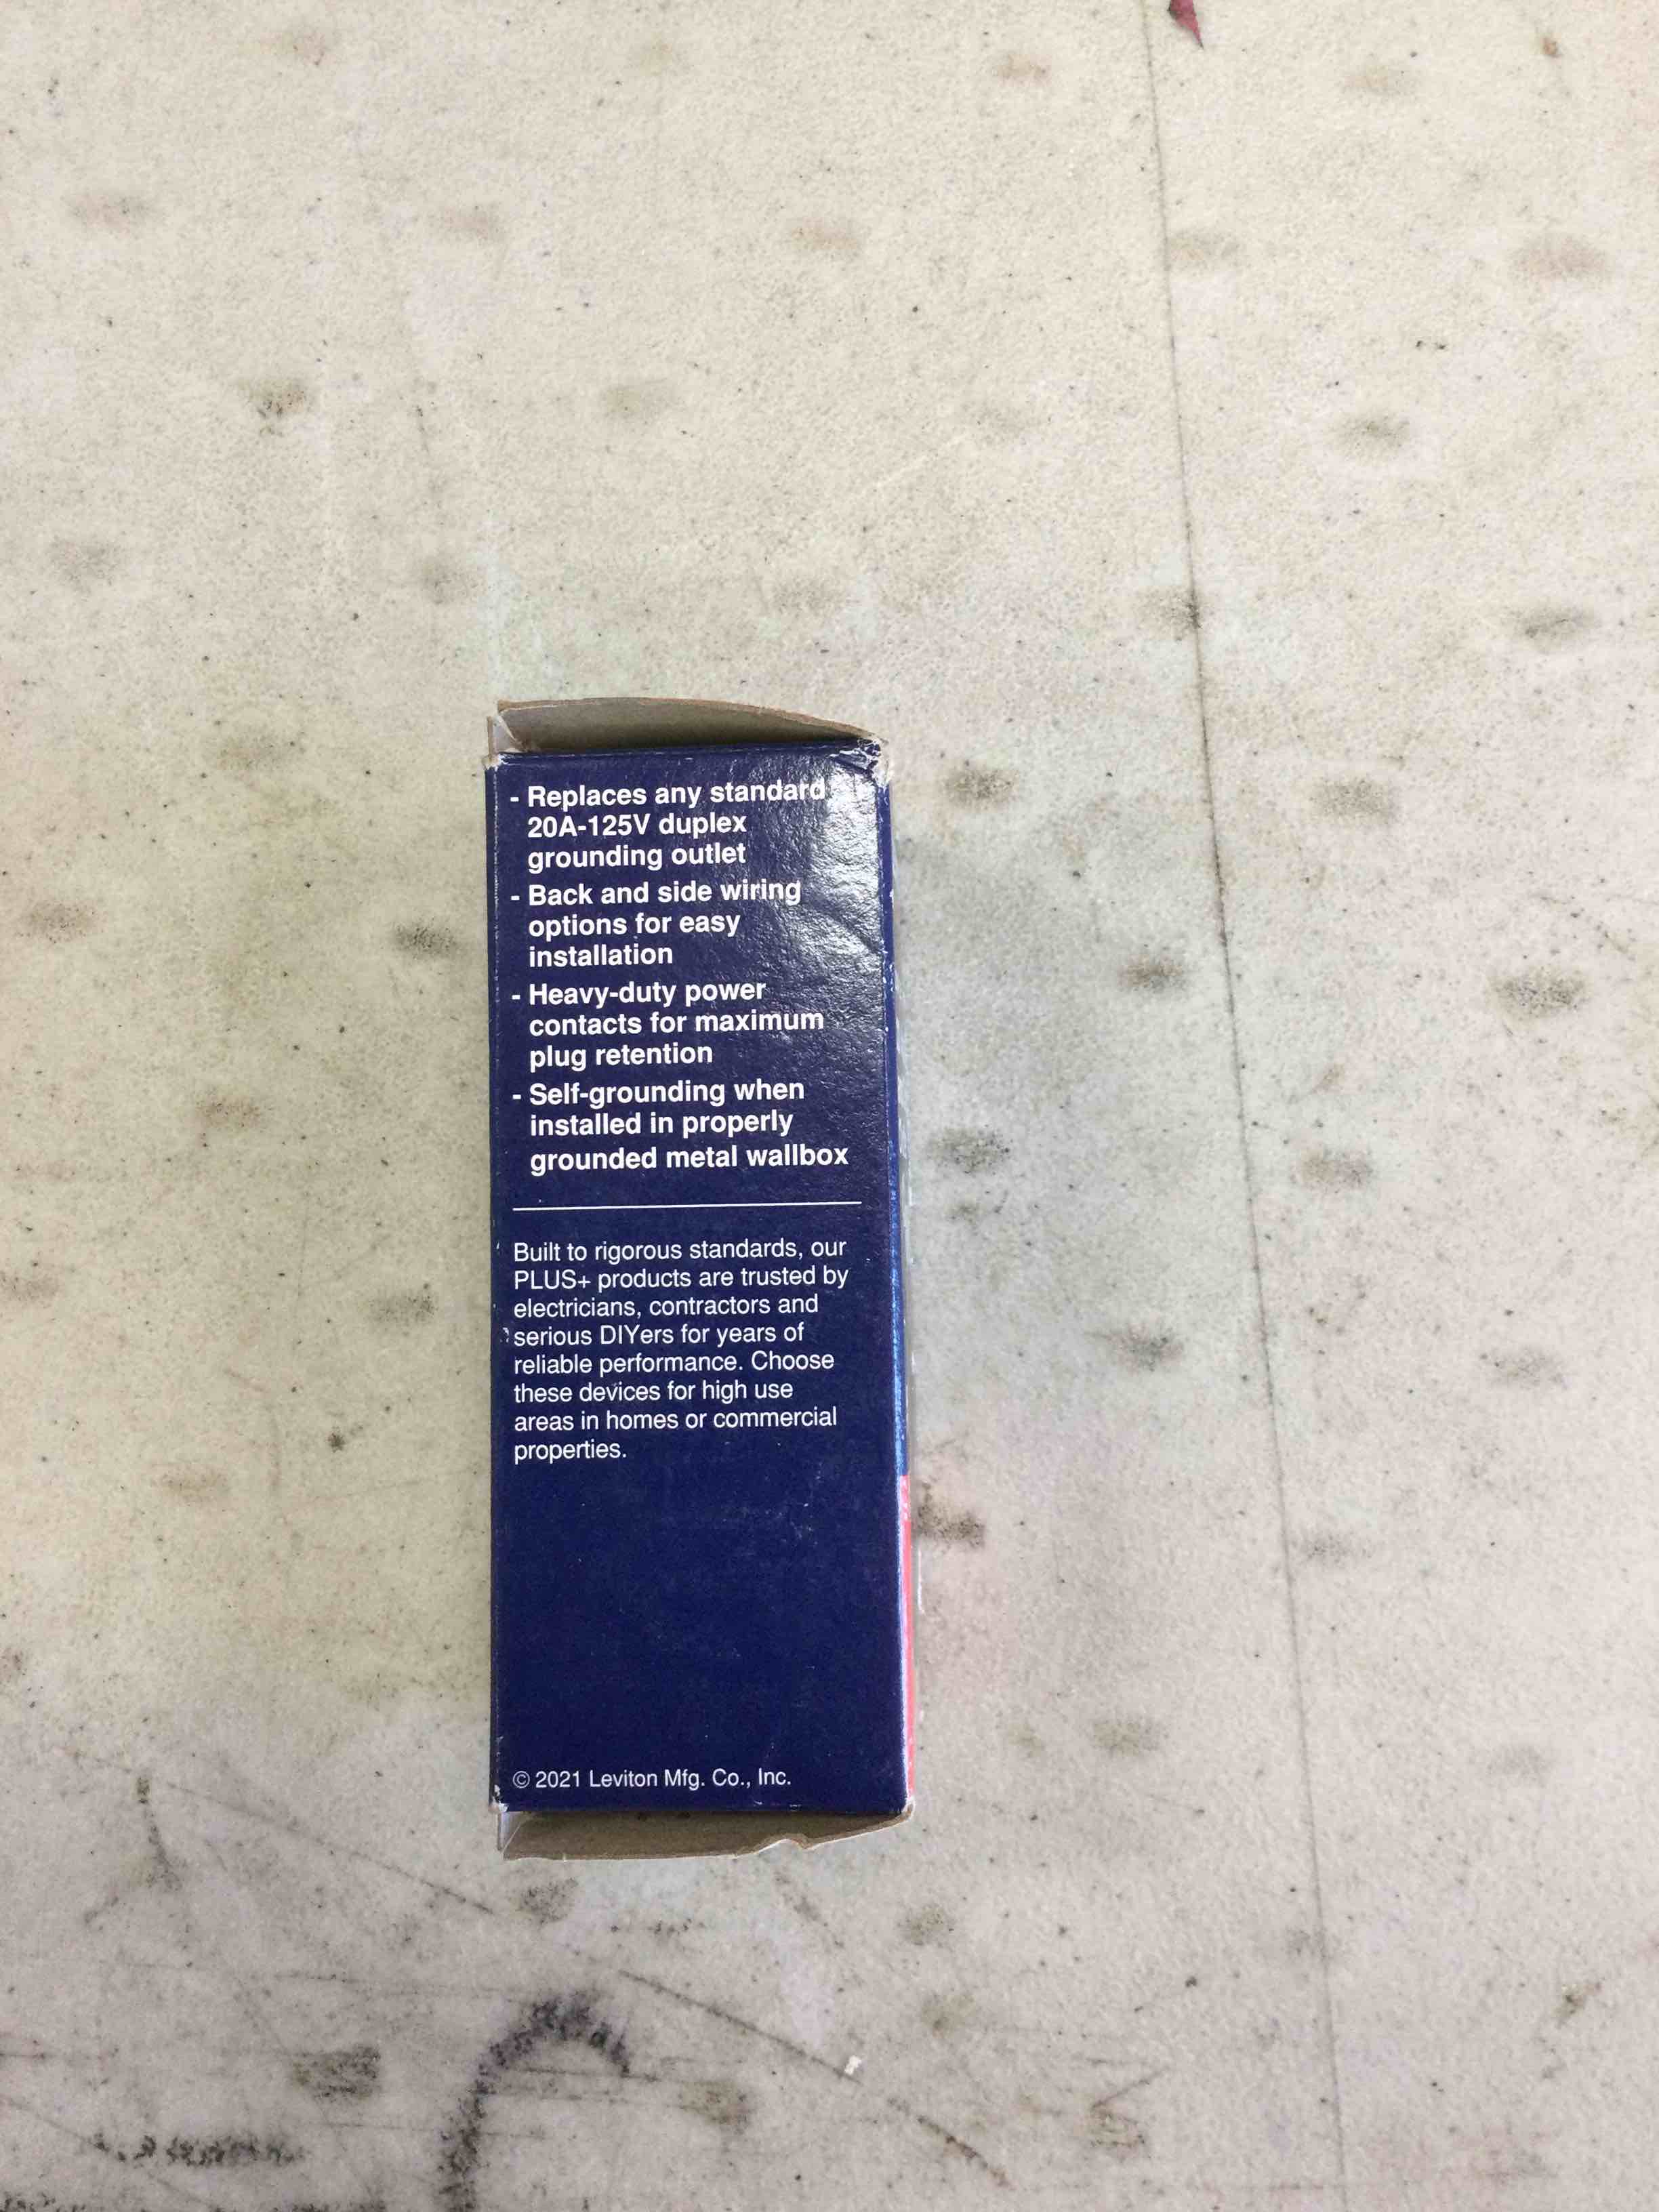 - Replaces any standard
20A-125V duplex
grounding outlet
- Back and side wiring
options for easy
installation
- Heavy-duty power
contacts for maximum
plug retention
- Self-grounding when
installed in properly
grounded metal wallbox
Built to rigorous standards, our
PLUS+ products are trusted by
electricians, contractors and
serious DIYers for years of
reliable performance. Choose
these devices for high use
areas in homes or commercial
properties.
© 2021 Leviton Mfg. Co., Inc.